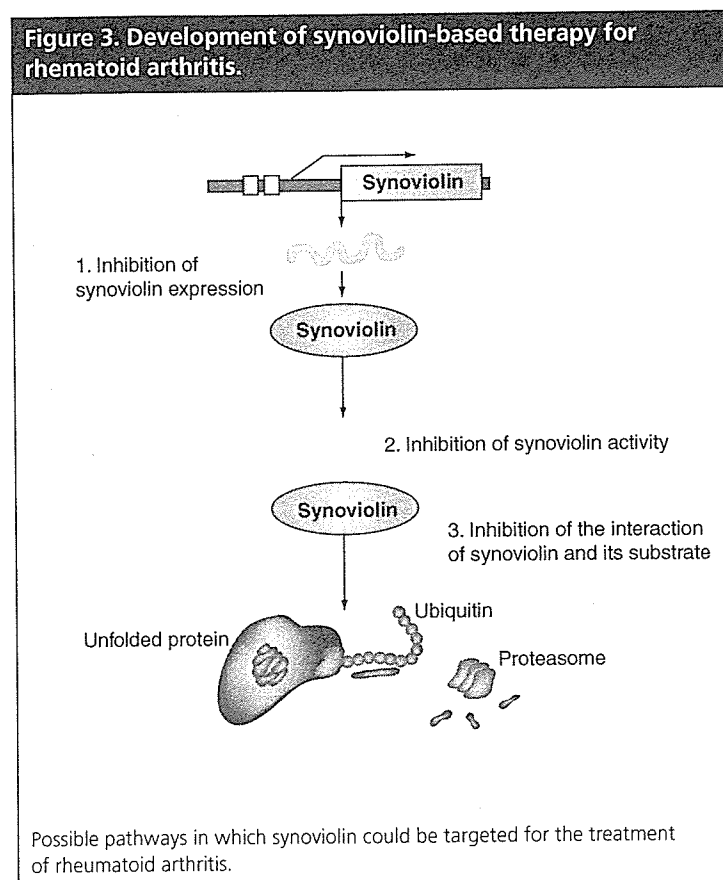 Figure 3. Development of synoviolin-based therapy for
rhematoid arthritis.
Synoviolin
1. Inhibition of
synoviolin expression
Synoviolin
2. Inhibition of synoviolin activity
Synoviolin
3. Inhibition of the interaction
of synoviolin and its substrate
Ubiquitin
Unfolded protein
Proteasome
Possible pathways in which synoviolin could be targeted for the treatment
of rheumatoid arthritis.